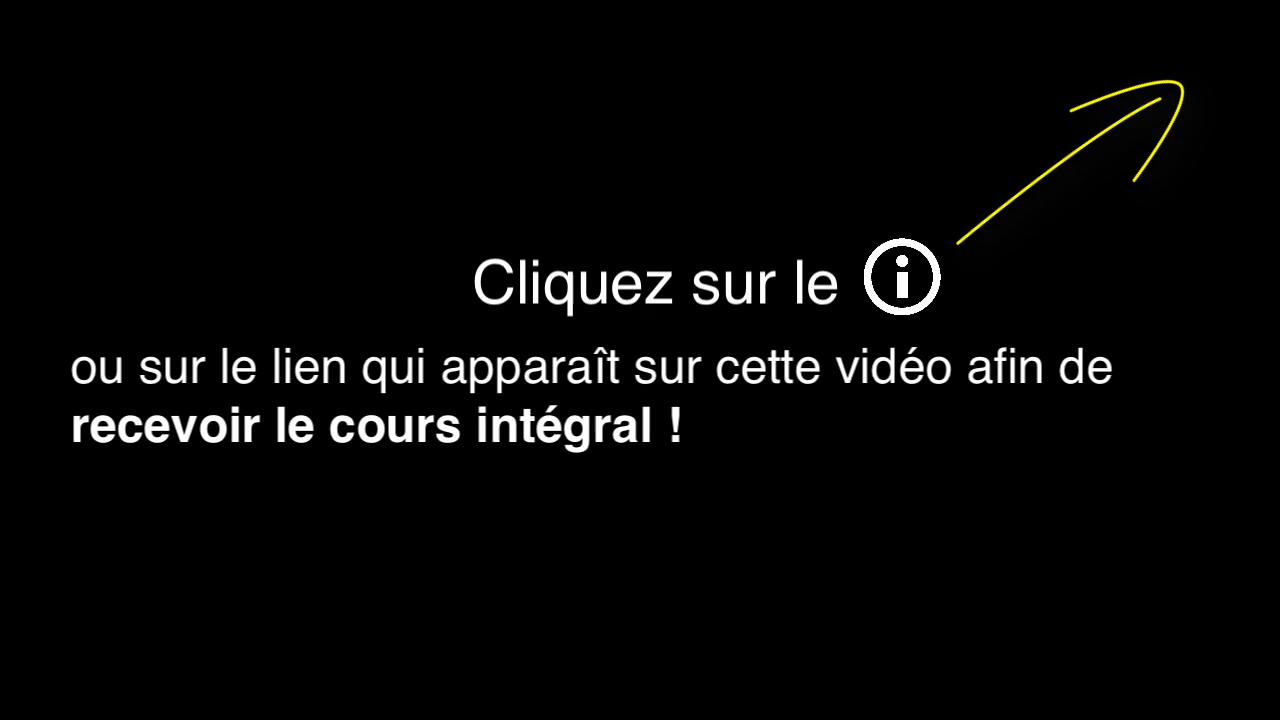 Cliquez sur le
ou sur le lien qui apparaît sur cette vidéo afin de
recevoir le cours intégral !